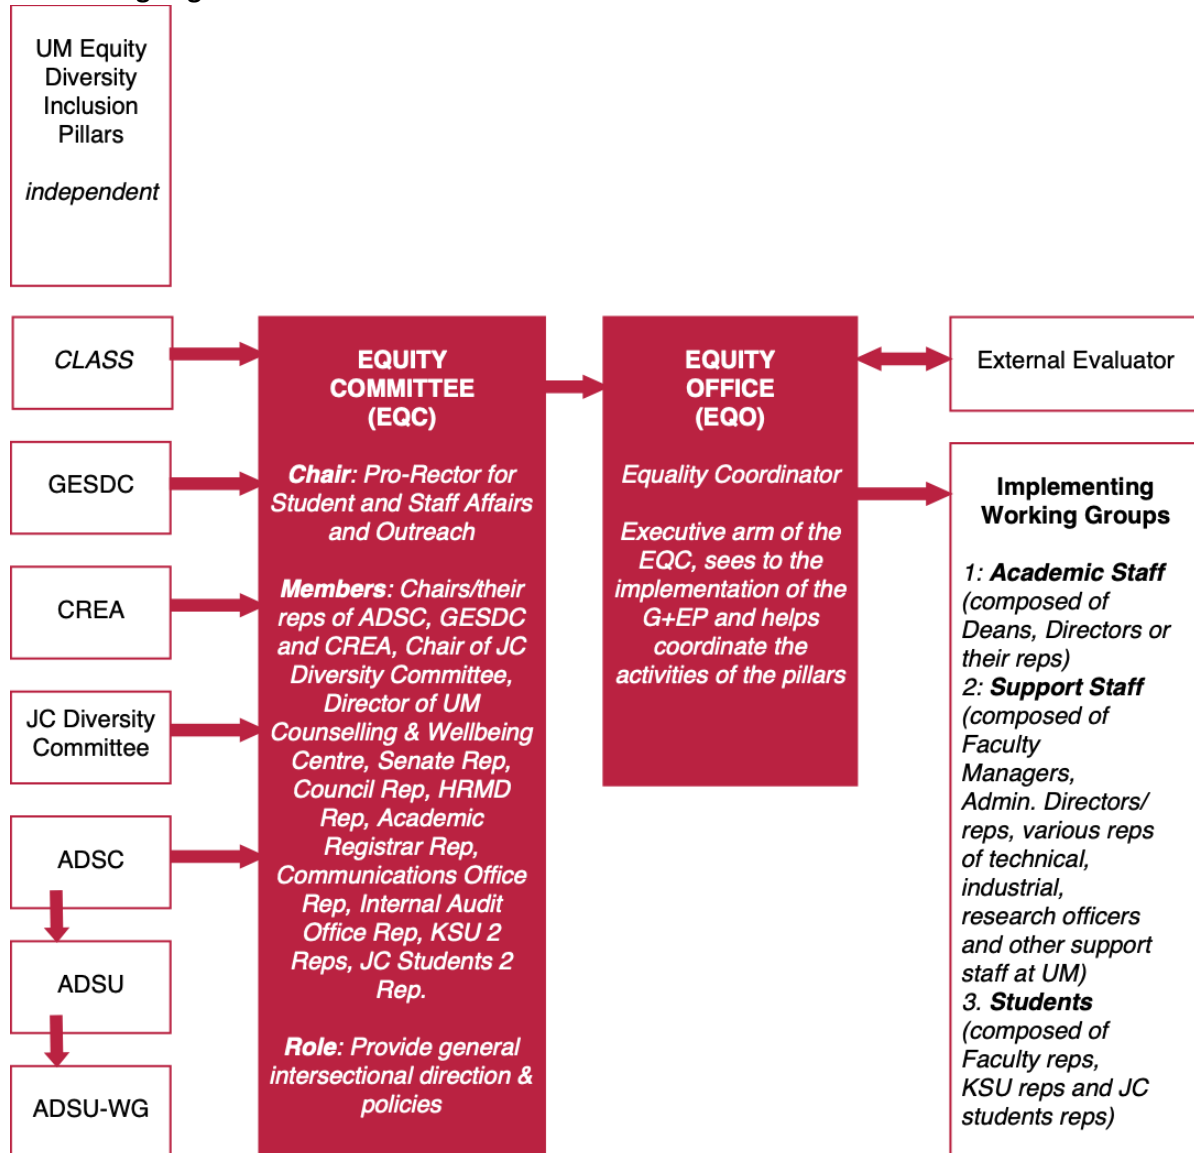 UM Equity
Diversity
Inclusion
Pillars
independent
CLASS
GESDC
CREA
JC Diversity
Committee
ADSC
ADSU
ADSU-WG
EQUITY
COMMITTEE
(EQC)
Chair: Pro-Rector for
Student and Staff Affairs
and Outreach
Members: Chairs/their
reps of ADSC, GESDC
and CREA, Chair of JC
Diversity Committee,
Director of UM
Counselling & Wellbeing
Centre, Senate Rep,
Council Rep, HRMD
Rep, Academic
Registrar Rep,
Communications Office
Rep, Internal Audit
Office Rep, KSU 2
Reps, JC Students 2
Rep.
Role: Provide general
intersectional direction &
policies
EQUITY
OFFICE
(EQO)
Equality Coordinator
Executive arm of the
EQC, sees to the
implementation of the
G+EP and helps
coordinate the
activities of the pillars
External Evaluator
Implementing
Working Groups
1: Academic Staff
(composed of
Deans, Directors or
their reps)
2: Support Staff
(composed of
Faculty
Managers,
Admin. Directors/
reps, various reps
of technical,
industrial,
research officers
and other support
staff at UM)
3. Students
(composed of
Faculty reps,
KSU reps and JC
students reps)